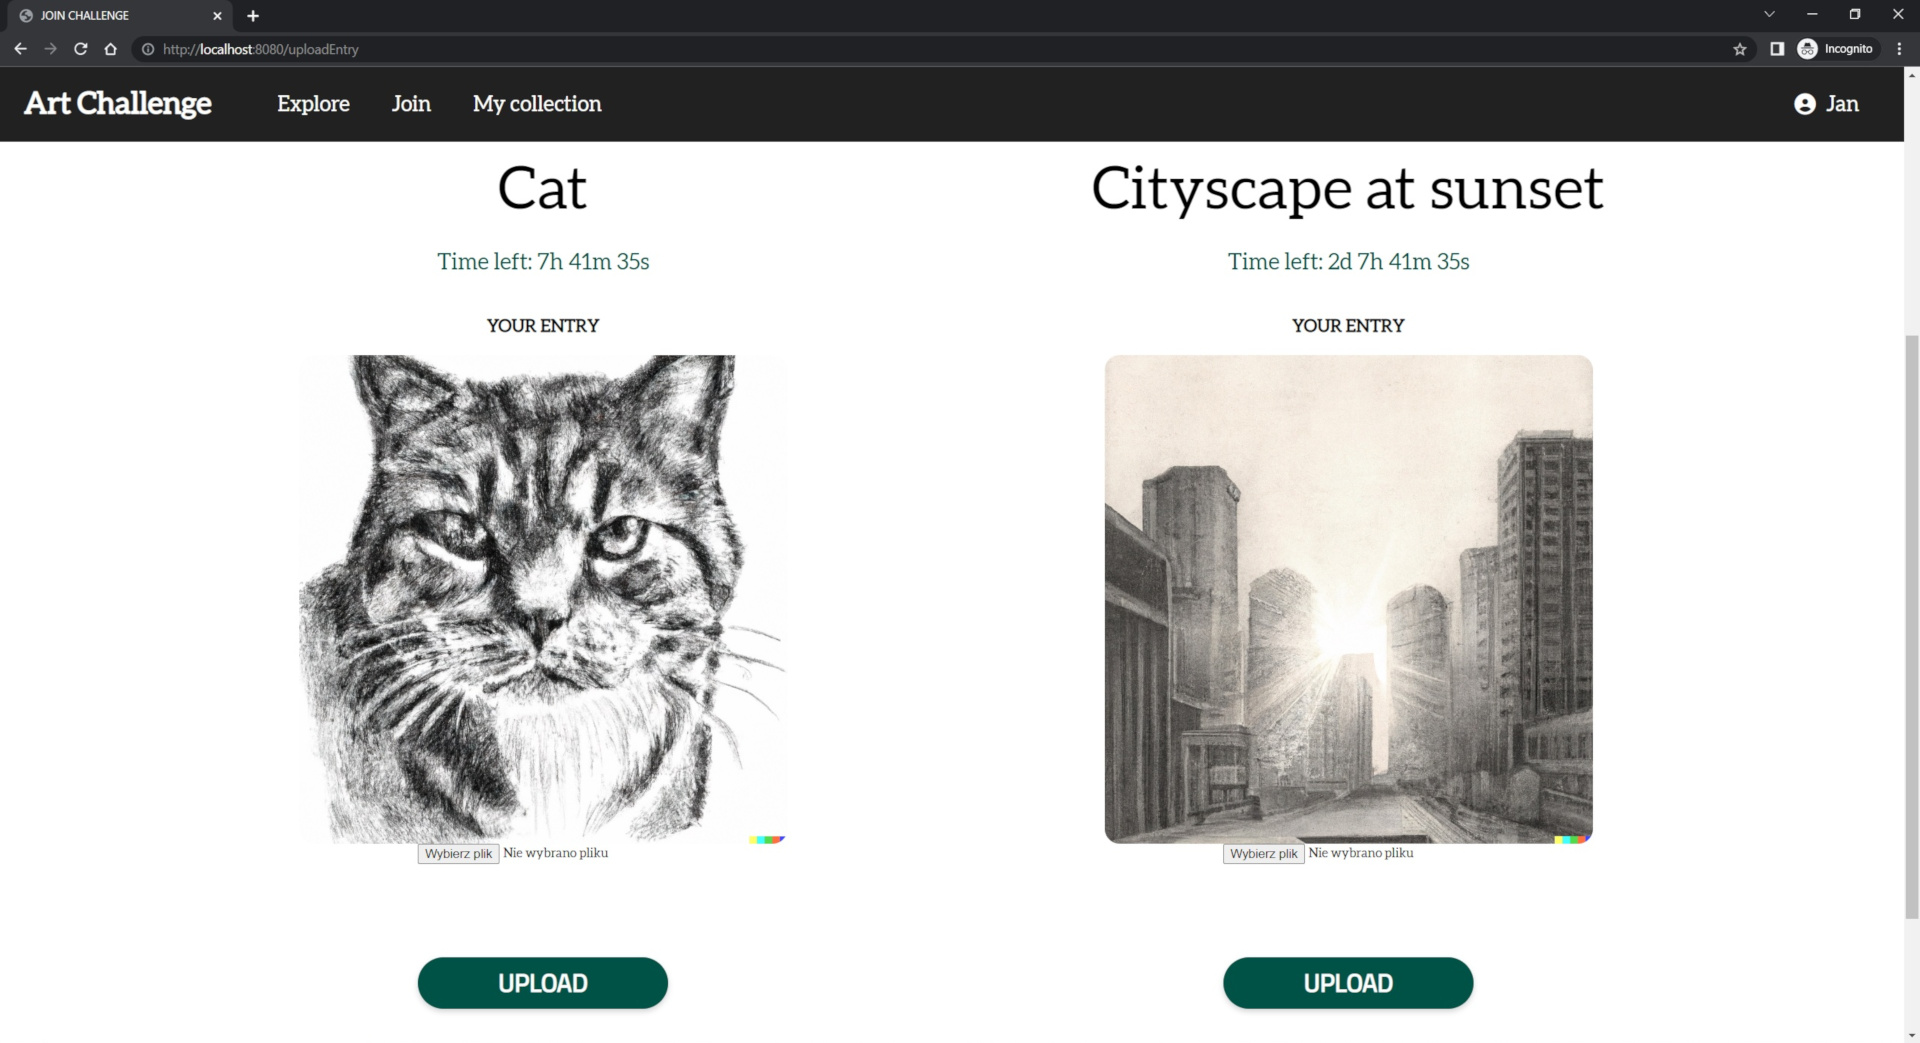 JOIN CHALLENGE
http://localhost:8080/uploadEntry
Incognito
Art Challenge
Explore
Join
My collection
Jan
Cat
Time left: 7h 41m 35s
YOUR ENTRY
Wybierz plik Nie wybrano pliku
UPLOAD
Cityscape at sunset
Time left: 2d 7h 41m 35s
YOUR ENTRY
Wybierz plik Nie wybrano pliku
UPLOAD